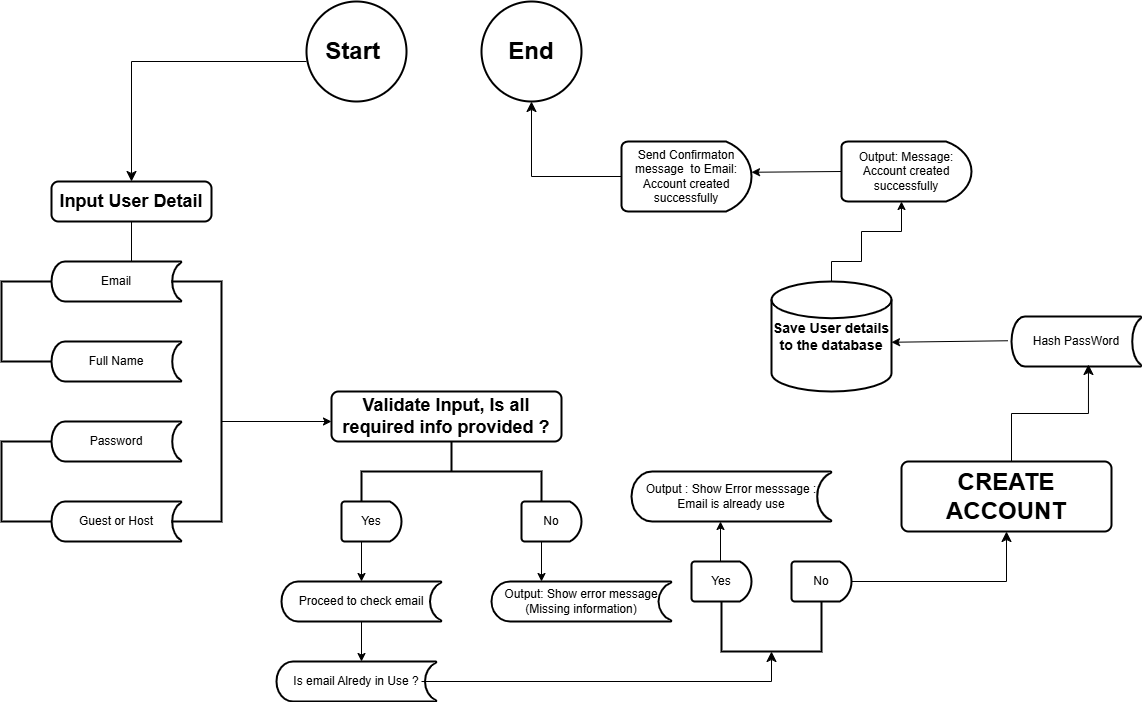 Start
End
Send Confirmaton
message to Email:
Account created
successfully
Output: Message:
Account created
successfully
Input User Detail
Email
Full Name
Password
Guest or Host
Save User details
to the database
Hash PassWord
Validate Input, Is all
required info provided ?
Yes
No
Proceed to check email
Output: Show error message
(Missing information)
Is email Alredy in Use ?
Output : Show Error messsage :
Email is already use
Yes
No
CREATE
ACCOUNT